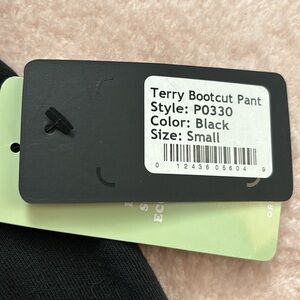 Terry Bootcut Pant
Style: P0330
Color: Black
Size: Small
0 12436 05604 9